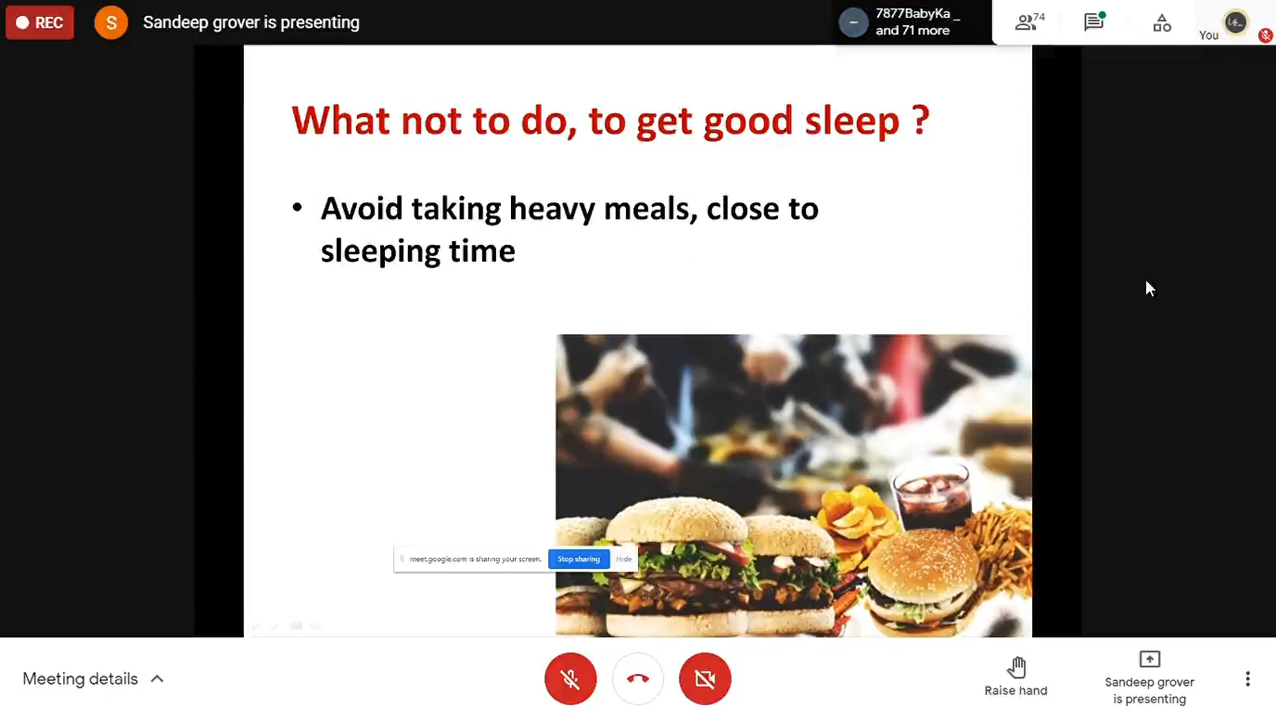 REC
S
Sandeep grover is presenting
7877BabyKa _
and 71 more
74
You
What not to do, to get good sleep ?
• Avoid taking heavy meals, close to
sleeping time
meet.google.com is sharing your screen.
Stop sharing
Hide
Meeting details
Raise hand
Sandeep grover
is presenting